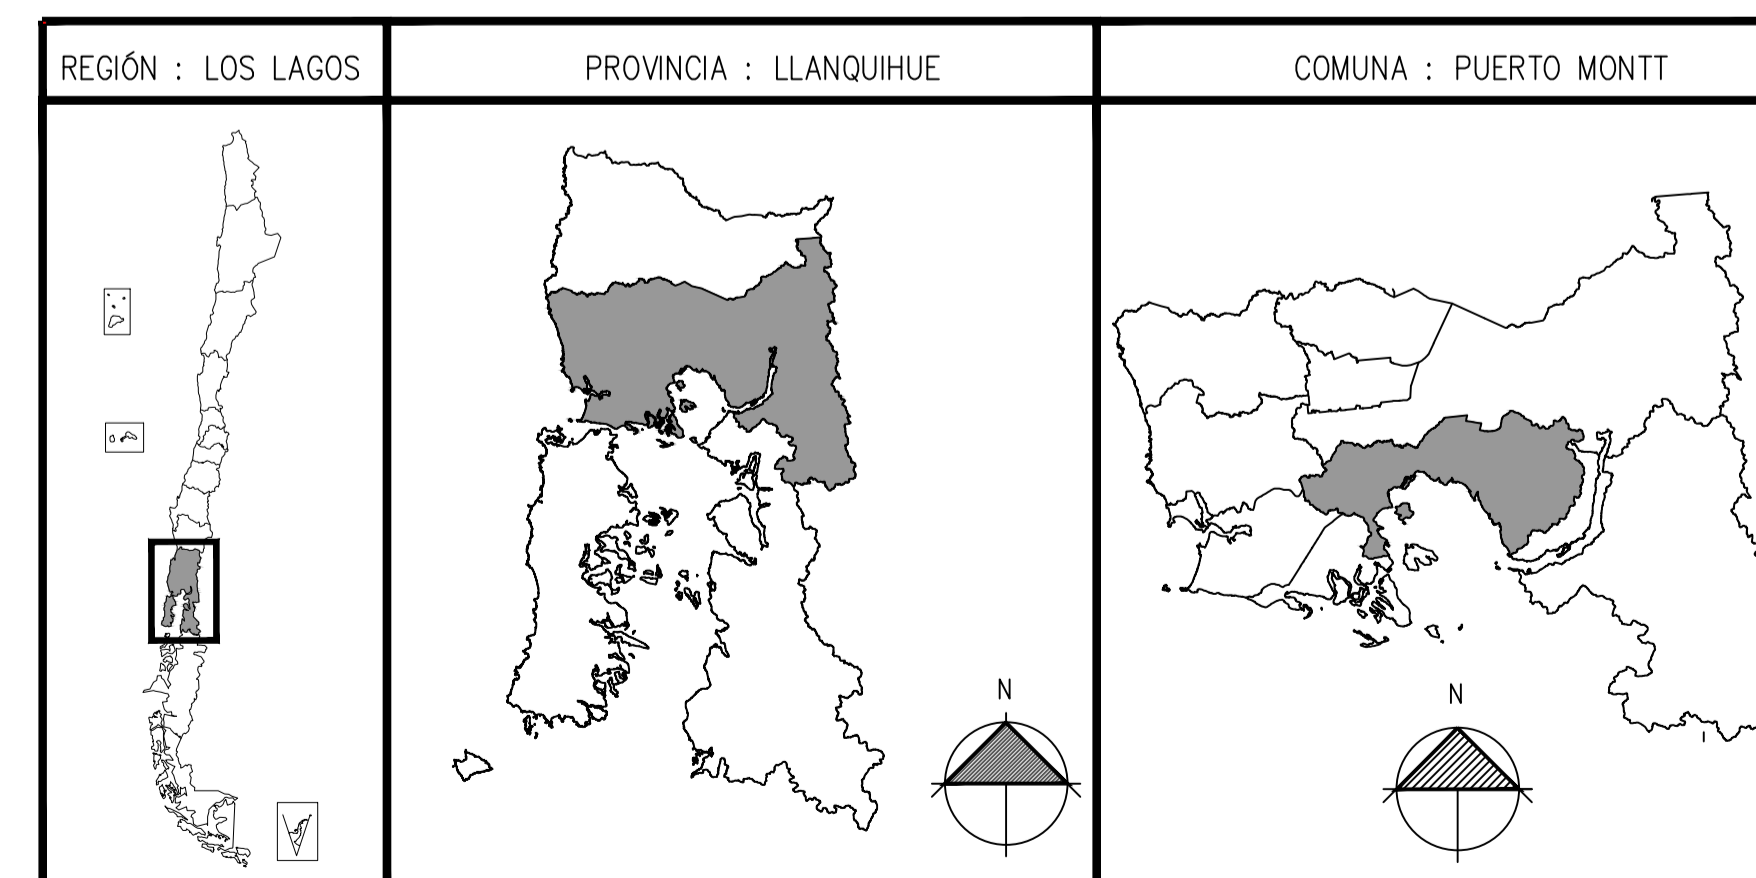 REGIÓN : LOS LAGOS
PROVINCIA : LLANQUIHUE
COMUNA : PUERTO MONTT
N
N